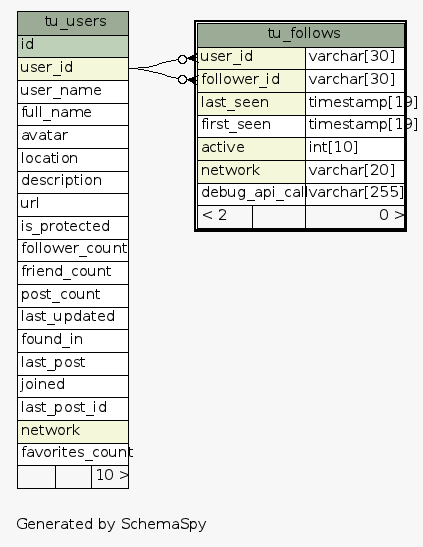 tu_users
id
user_id
user_name
full_name
avatar
location
description
url
is_protected
follower_count
friend_count
post_count
last_updated
found_in
last_post
joined
last_post_id
network
favorites_count
10 >
tu_follows
user_id varchar[30]
follower_id varchar[30]
last_seen timestamp[19]
first_seen timestamp[19]
active int[10]
network varchar[20]
debug_api_call varchar[255]
< 2 0 >
Generated by SchemaSpy